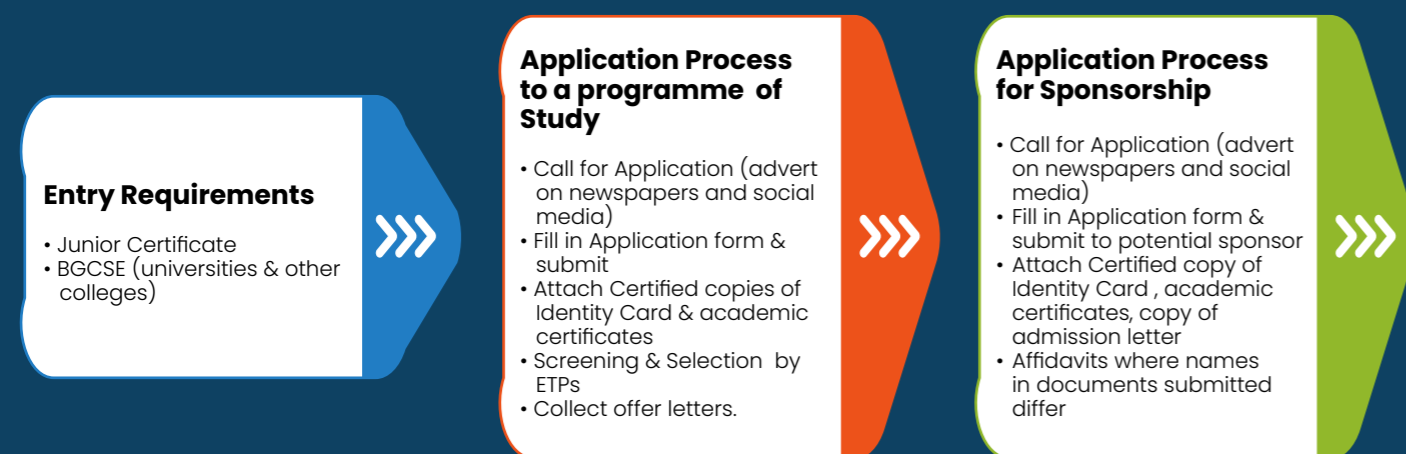 Entry Requirements
• Junior Certificate
• BGCSE (universities & other
colleges)
Application Process
to a programme of
Study
• Call for Application (advert
on newspapers and social
media)
• Fill in Application form &
submit
• Attach Certified copies of
Identity Card & academic
certificates
• Screening & Selection by
ETPs
• Collect offer letters.
Application Process
for Sponsorship
• Call for Application (advert
on newspapers and social
media)
• Fill in Application form &
submit to potential sponsor
• Attach Certified copy of
Identity Card , academic
certificates, copy of
admission letter
• Affidavits where names
in documents submitted
differ